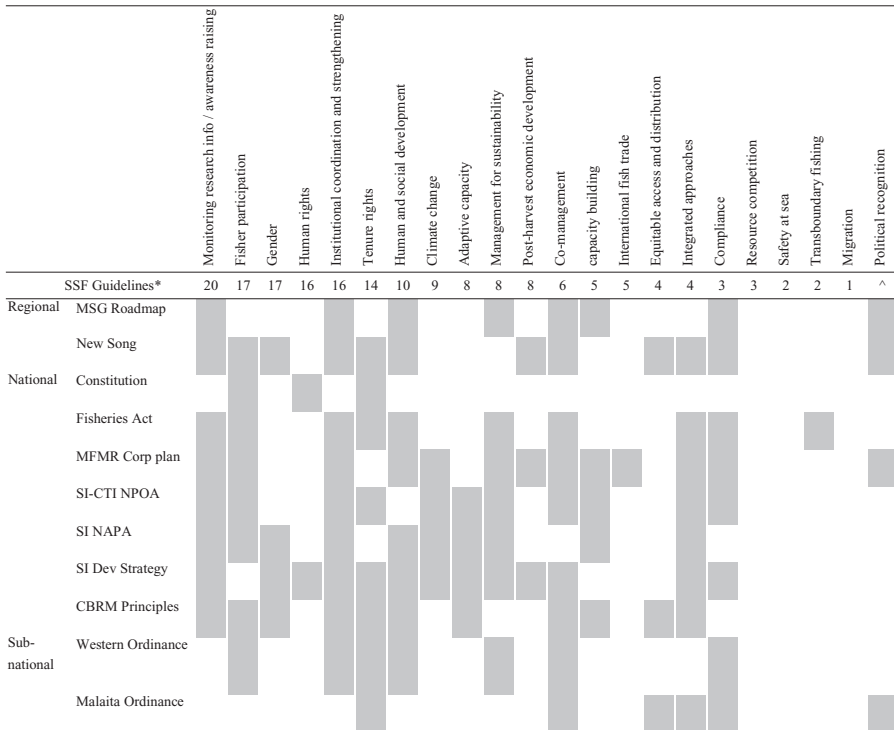 Monitoring research info / awareness raising
Fisher participation
Gender
Human rights
Institutional coordination and strengthening
Tenure rights
Human and social development
Climate change
Adaptive capacity
Management for sustainability
Post-harvest economic development
Co-management
capacity building
International fish trade
Equitable access and distribution
Integrated approaches
Compliance
Resource competition
Safety at sea
Transboundary fishing
Migration
Political recognition
SSF Guidelines* 20 17 17 16 16 14 10 9 8 8 8 6 5 5 4 4 3 3 2 2 1 ^
Regional MSG Roadmap
New Song
National Constitution
Fisheries Act
MFMR Corp plan
SI-CTI NPOA
SI NAPA
SI Dev Strategy
CBRM Principles
Sub- Western Ordinance
national
Malaita Ordinance